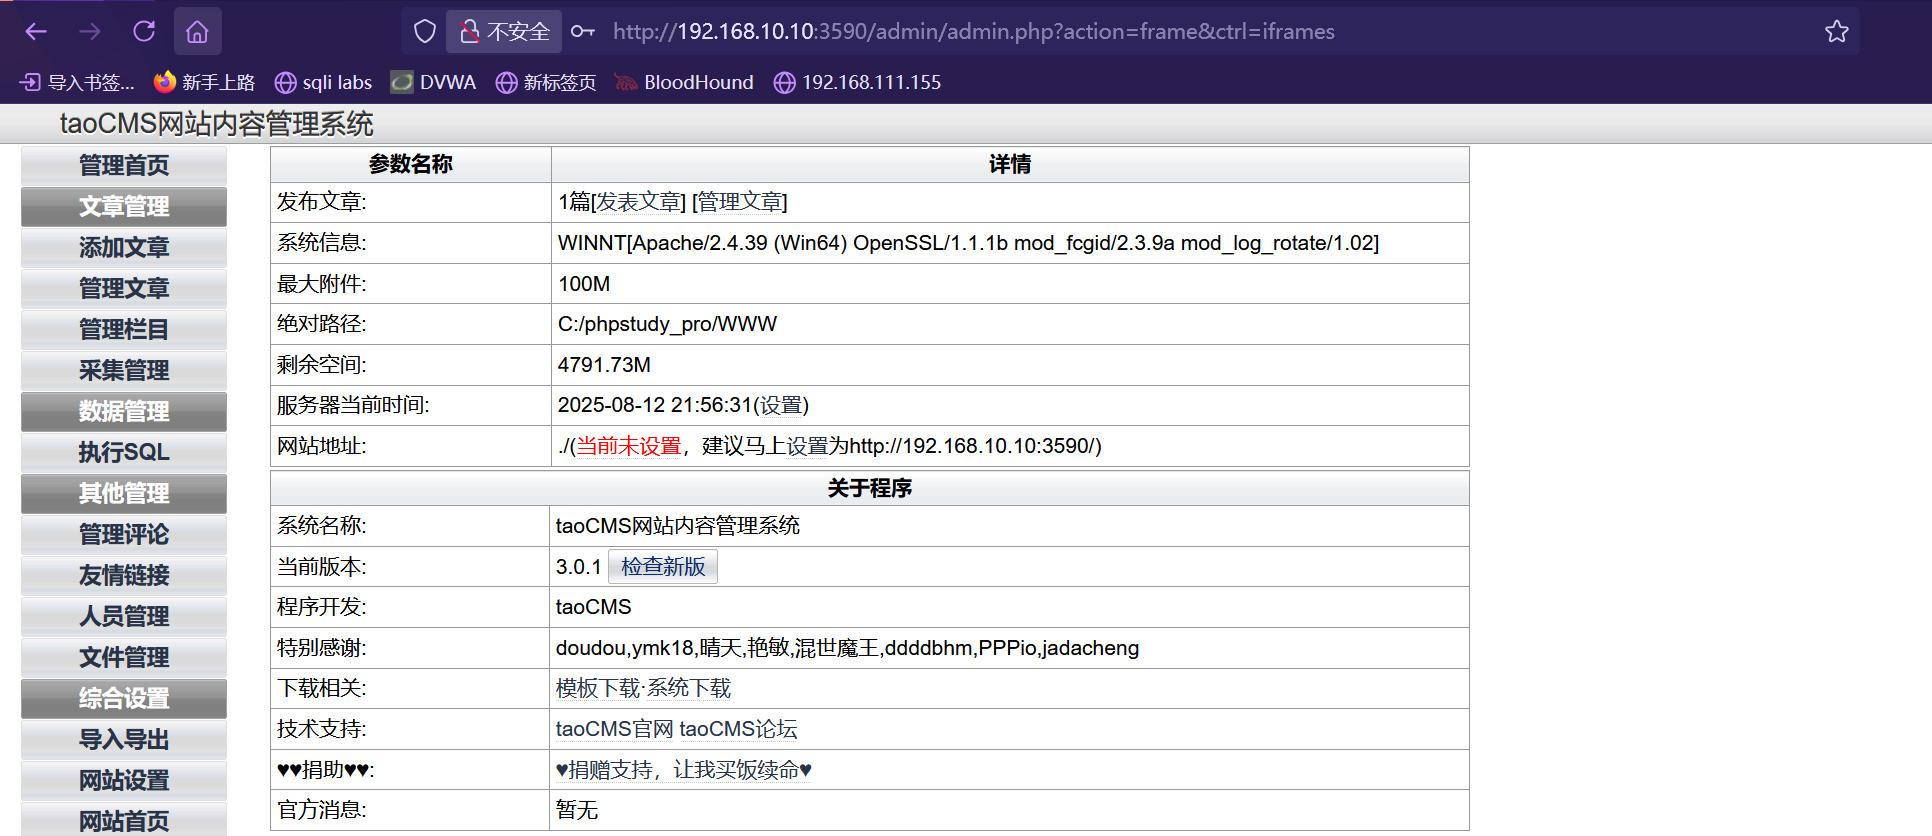 不安全 http://192.168.10.10:3590/admin/admin.php?action=frame&ctrl=iframes
导入书签... 新手上路 sqli labs DVWA 新标签页 BloodHound 192.168.111.155
taoCMS网站内容管理系统
管理首页
文章管理
添加文章
管理文章
管理栏目
采集管理
数据管理
执行SQL
其他管理
管理评论
友情链接
人员管理
文件管理
综合设置
导入导出
网站设置
网站首页
参数名称 详情
发布文章: 1篇[发表文章] [管理文章]
系统信息: WINNT[Apache/2.4.39 (Win64) OpenSSL/1.1.1b mod_fcgid/2.3.9a mod_log_rotate/1.02]
最大附件: 100M
绝对路径: C:/phpstudy_pro/WWW
剩余空间: 4791.73M
服务器当前时间: 2025-08-12 21:56:31(设置)
网站地址: ./(当前未设置，建议马上设置为http://192.168.10.10:3590/)
关于程序
系统名称: taoCMS网站内容管理系统
当前版本: 3.0.1 检查新版
程序开发: taoCMS
特别感谢: doudou,ymk18,晴天,艳敏,混世魔王,ddddbhm,PPPio,jadacheng
下载相关: 模板下载·系统下载
技术支持: taoCMS官网 taoCMS论坛
♥♥捐助♥♥: ♥捐赠支持，让我买饭续命♥
官方消息: 暂无